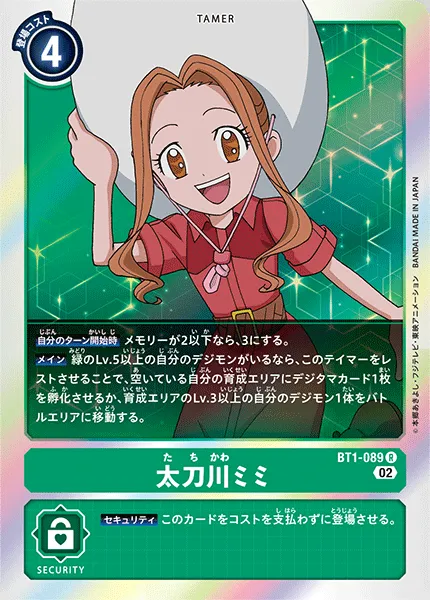 TAMER
登場コスト
4
自分のターン開始時 メモリーが2以下なら、3にする。
メイン 緑のLv.5以上の自分のデジモンがいるなら、このテイマーをレ
ストさせることで、空いている自分の育成エリアにデジタマカード1枚
を孵化させるか、育成エリアのLv.3以上の自分のデジモン1体をバト
ルエリアに移動する。
©本郷あきよし・フジテレビ・東映アニメーション BANDAI MADE IN JAPAN
BT1-089 R
たちかわ
太刀川ミミ
02
セキュリティ このカードをコストを支払わずに登場させる。
SECURITY